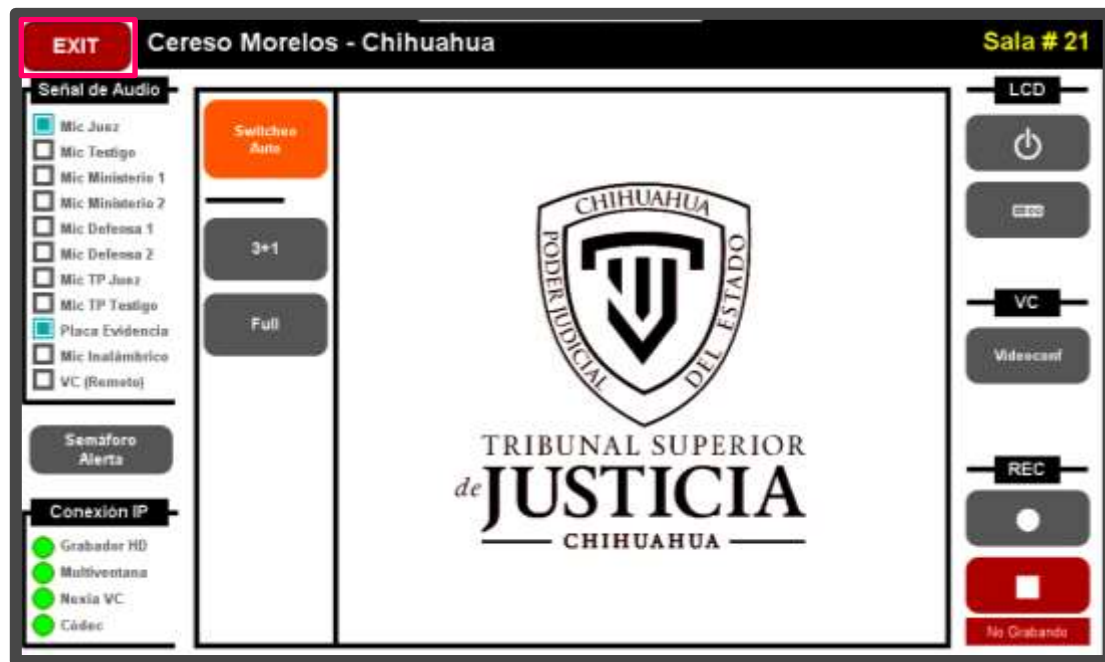 EXIT
Cereso Morelos - Chihuahua
Sala # 21
Señal de Audio
Mic Juez
Mic Testigo
Mic Ministerio 1
Mic Ministerio 2
Mic Defensa 1
Mic Defensa 2
Mic TP Juez
Mic TP Testigo
Placa Evidencia
Mic Inalámbrico
VC (Remoto)
Semáforo
Alerta
Conexión IP
Grabador HD
Multiventana
Nexia VC
Códec
Switcheo
Auto
3+1
Full
CHIHUAHUA
PODER JUDICIAL
DEL ESTADO
TRIBUNAL SUPERIOR
de JUSTICIA
CHIHUAHUA
LCD
VC
Videoconf
REC
No Grabando